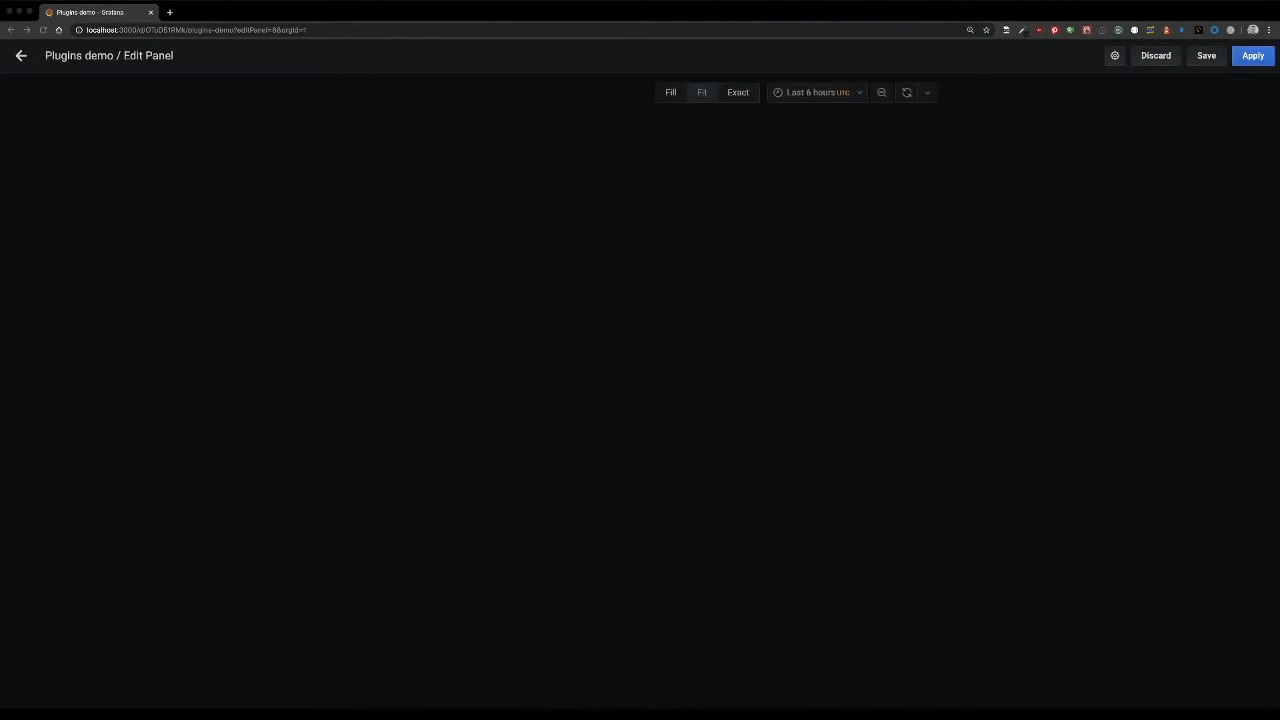 Plugins demo - Grafana
localhost:3000/d/OToD51RMk/plugins-demo?editPanel=8&orgId=1
Plugins demo / Edit Panel
Discard
Save
Apply
Fill
Fit
Exact
Last 6 hours UTC